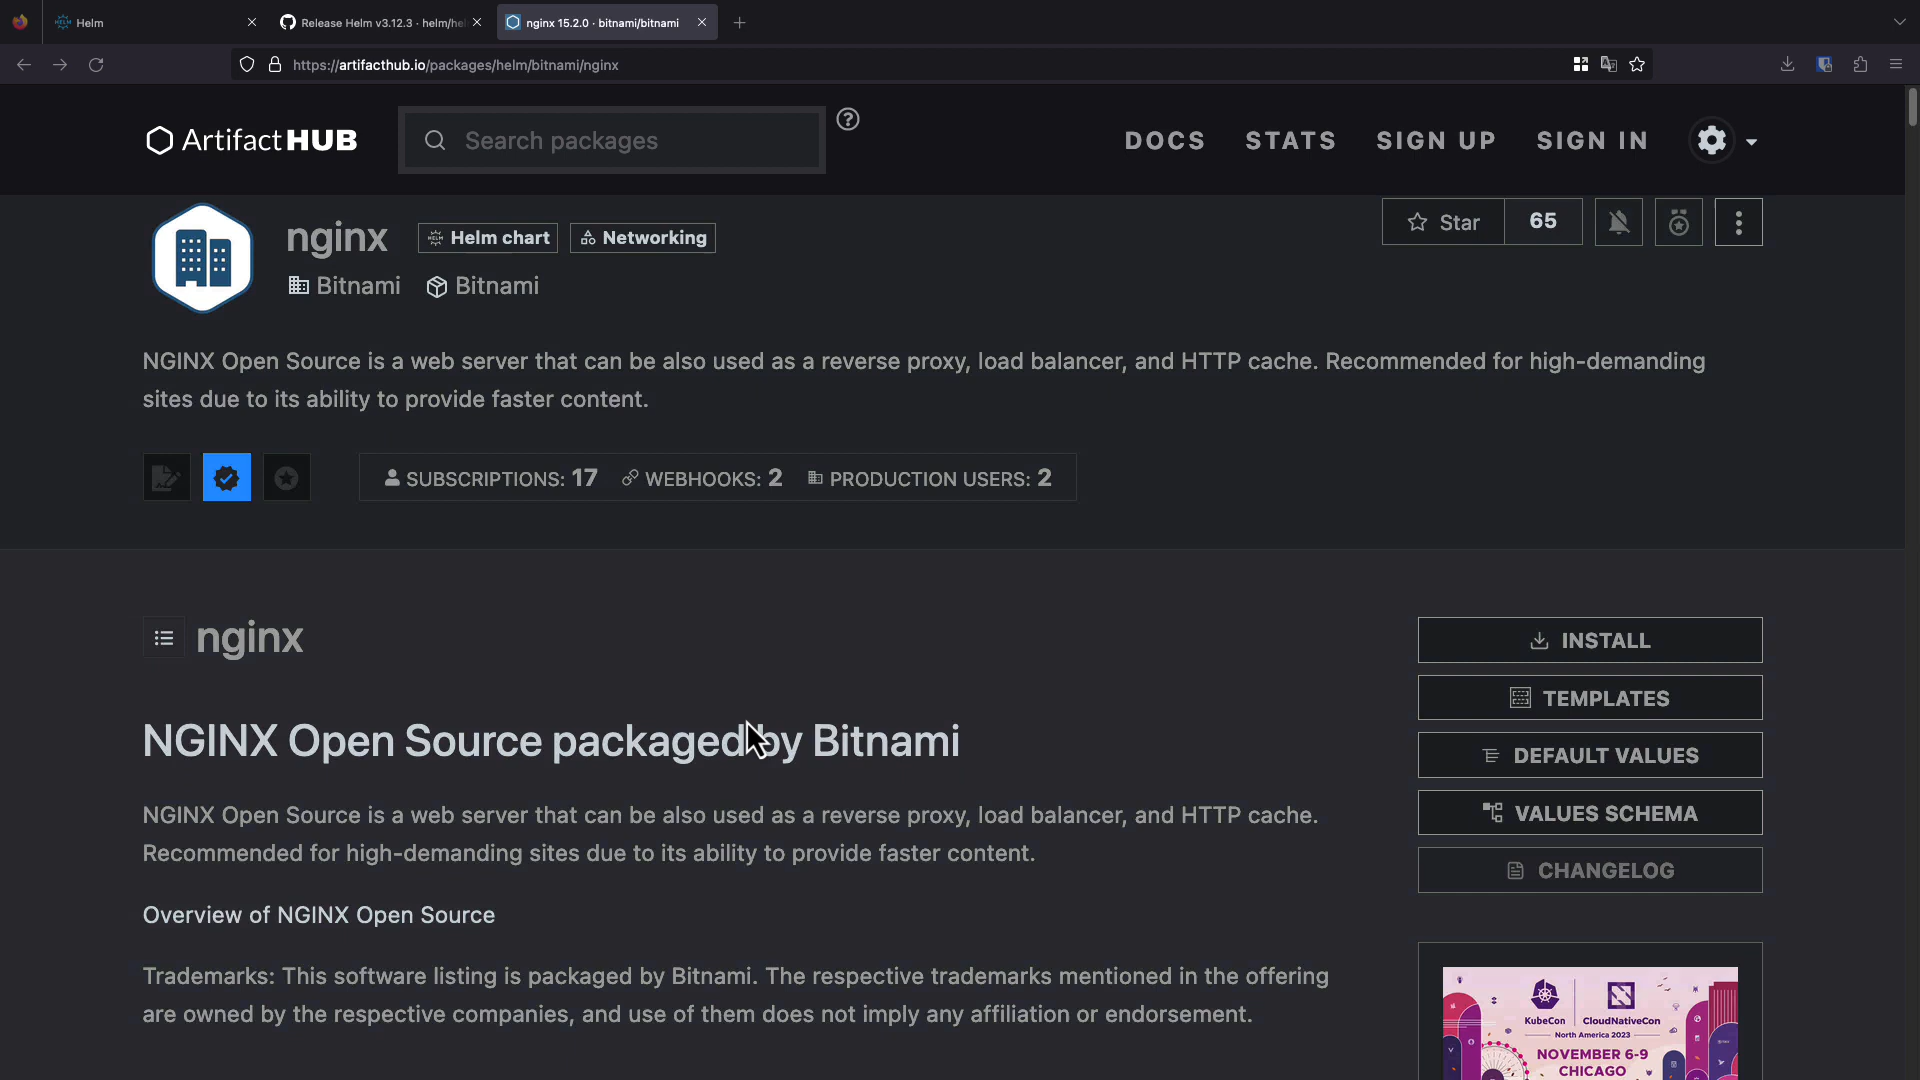 Helm
Release Helm v3.12.3 · helm/he
nginx 15.2.0 · bitnami/bitnami
https://artifacthub.io/packages/helm/bitnami/nginx
Artifact HUB
Search packages
DOCS
STATS
SIGN UP
SIGN IN
nginx
Helm chart
Networking
Star
65
Bitnami
Bitnami
NGINX Open Source is a web server that can be also used as a reverse proxy, load balancer, and HTTP cache. Recommended for high-demanding
sites due to its ability to provide faster content.
SUBSCRIPTIONS: 17
WEBHOOKS: 2
PRODUCTION USERS: 2
nginx
NGINX Open Source packaged by Bitnami
NGINX Open Source is a web server that can be also used as a reverse proxy, load balancer, and HTTP cache.
Recommended for high-demanding sites due to its ability to provide faster content.
Overview of NGINX Open Source
Trademarks: This software listing is packaged by Bitnami. The respective trademarks mentioned in the offering
are owned by the respective companies, and use of them does not imply any affiliation or endorsement.
INSTALL
TEMPLATES
DEFAULT VALUES
VALUES SCHEMA
CHANGELOG
KubeCon
CloudNativeCon
North America 2023
NOVEMBER 6-9
CHICAGO